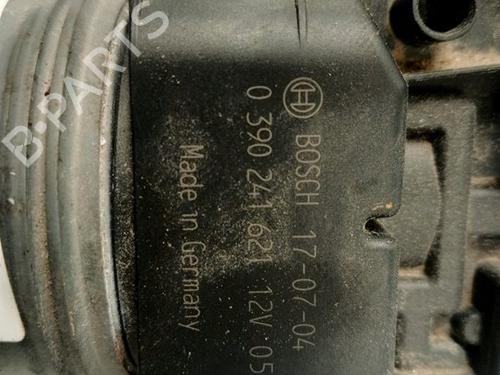 BOSCH 17-07-04
0 390 241 621 12V 05
Made in Germany
B-PARTS